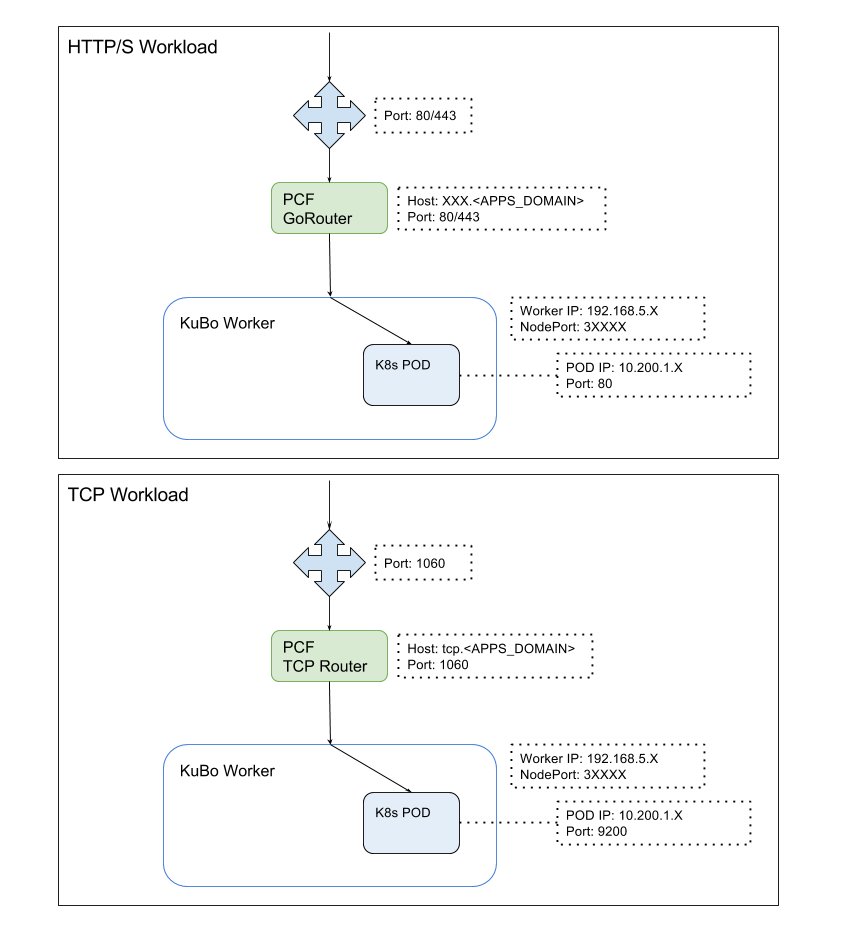 HTTP/S Workload
Port: 80/443
PCF
GoRouter
Host: XXX.<APPS_DOMAIN>
Port: 80/443
KuBo Worker
Worker IP: 192.168.5.X
NodePort: 3XXXX
K8s POD
POD IP: 10.200.1.X
Port: 80
TCP Workload
Port: 1060
PCF
TCP Router
Host: tcp.<APPS_DOMAIN>
Port: 1060
KuBo Worker
Worker IP: 192.168.5.X
NodePort: 3XXXX
K8s POD
POD IP: 10.200.1.X
Port: 9200